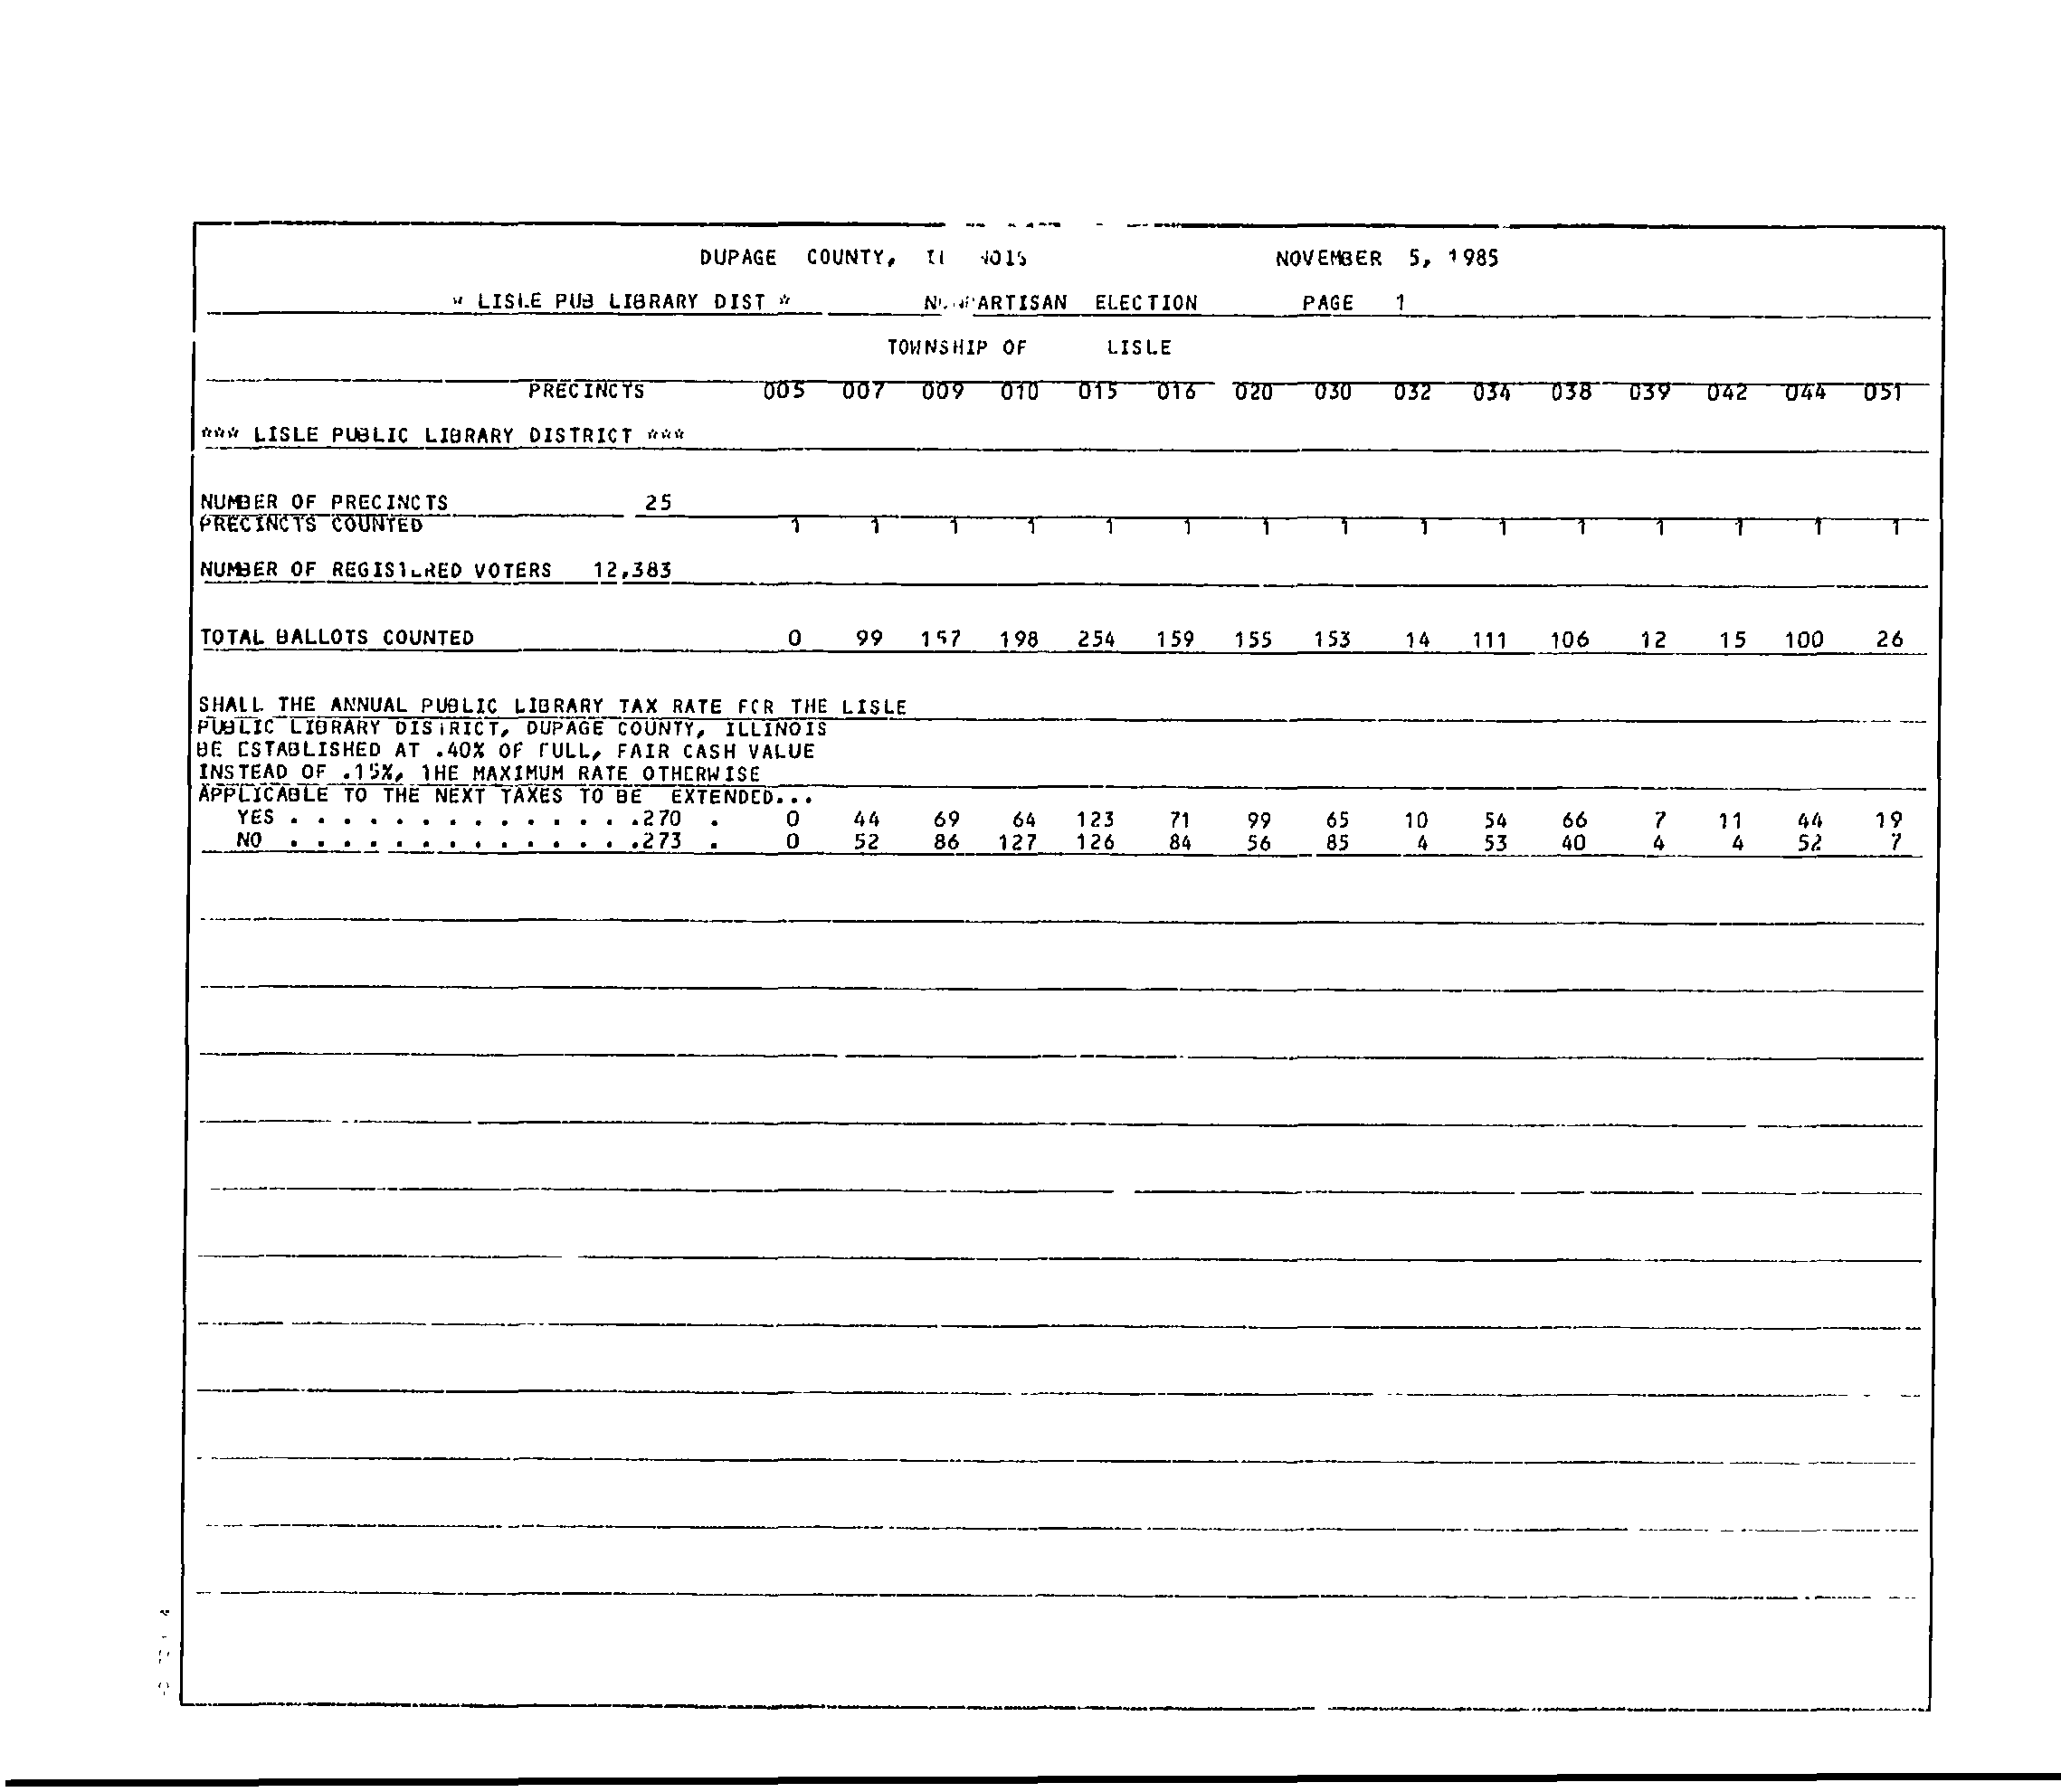 DUPAGE COUNTY, NOVEMBER 5, 1985
* LISLE PUB LIBRARY DIST * ELECTION PAGE 1
TOWNSHIP OF LISLE
PRECINCTS 005 007 009 010 015 016 020 030 032 034 038 039 042 044 051
*** LISLE PUBLIC LIBRARY DISTRICT ***
NUMBER OF PRECINCTS 25
PRECINCTS COUNTED 1 1 1 1 1 1 1 1 1 1 1 1 1 1 1
NUMBER OF REGISTERED VOTERS 12,383
TOTAL BALLOTS COUNTED 0 99 157 198 254 159 155 153 14 111 106 12 15 100 26
SHALL THE ANNUAL PUBLIC LIBRARY TAX RATE FOR THE LISLE
PUBLIC LIBRARY DISTRICT, DUPAGE COUNTY, ILLINOIS
BE ESTABLISHED AT .40% OF FULL, FAIR CASH VALUE
INSTEAD OF .15%, THE MAXIMUM RATE OTHERWISE
APPLICABLE TO THE NEXT TAXES TO BE EXTENDED...
YES . . . . . . . . . . . . . .270 . 0 44 69 64 123 71 99 65 10 54 66 7 11 44 19
NO . . . . . . . . . . . . . .273 . 0 52 86 127 126 84 56 85 4 53 40 4 4 52 7